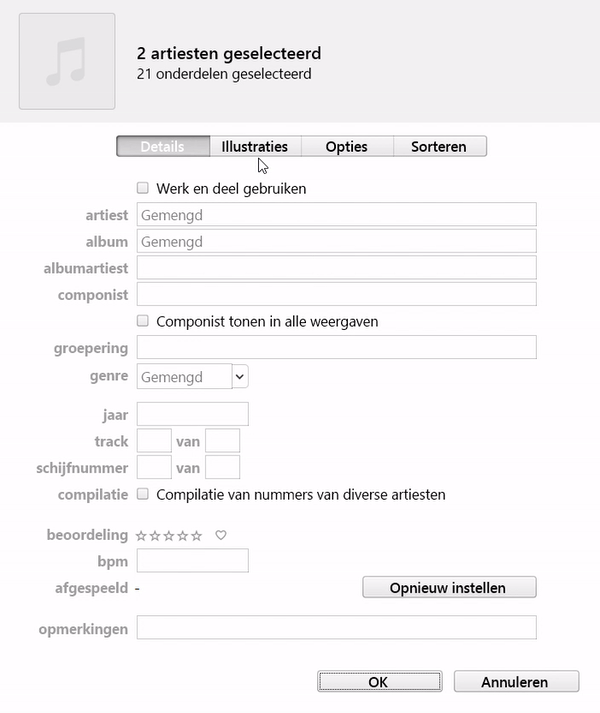 2 artiesten geselecteerd
21 onderdelen geselecteerd
Details Illustraties Opties Sorteren
Werk en deel gebruiken
artiest Gemengd
album Gemengd
albumartiest
componist
Componist tonen in alle weergaven
groepering
genre Gemengd
jaar
track van
schijfnummer van
compilatie Compilatie van nummers van diverse artiesten
beoordeling
bpm
afgespeeld - Opnieuw instellen
opmerkingen
OK Annuleren